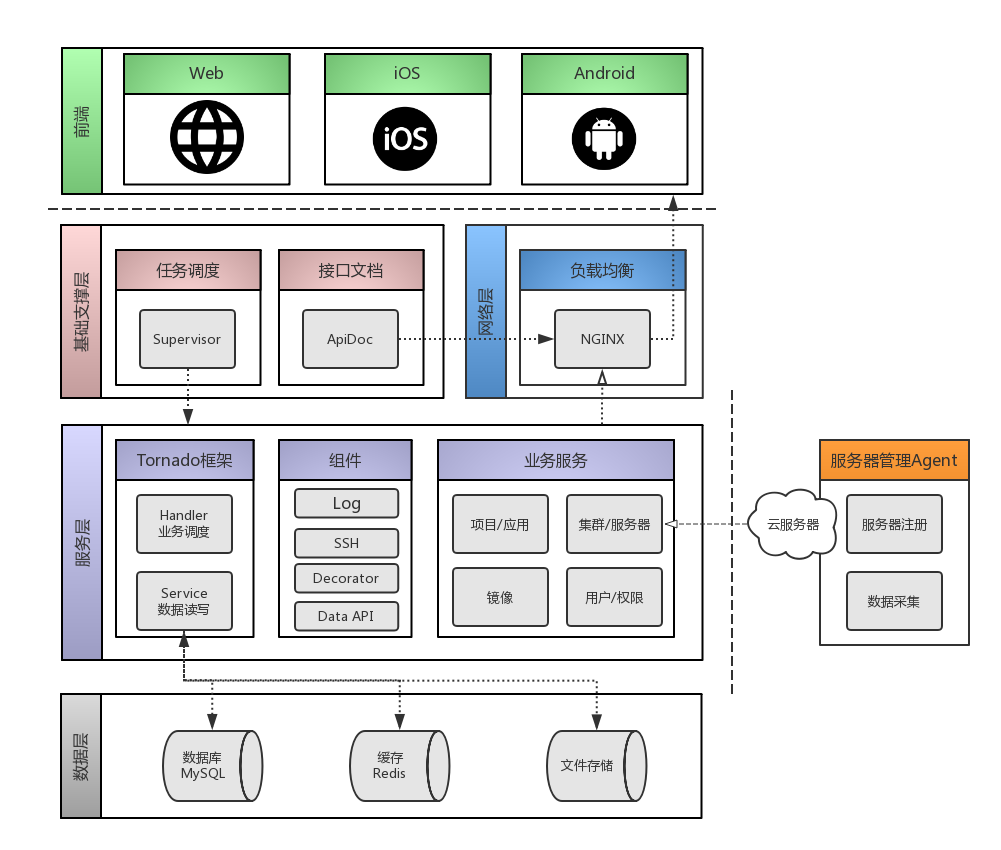 前端
Web
iOS
Android
iOS
基础支撑层
任务调度
Supervisor
接口文档
ApiDoc
网络层
负载均衡
NGINX
服务层
Tornado框架
Handler
业务调度
Service
数据读写
组件
Log
SSH
Decorator
Data API
业务服务
项目/应用
集群/服务器
镜像
用户/权限
云服务器
服务器管理Agent
服务器注册
数据采集
数据层
数据库
MySQL
缓存
Redis
文件存储